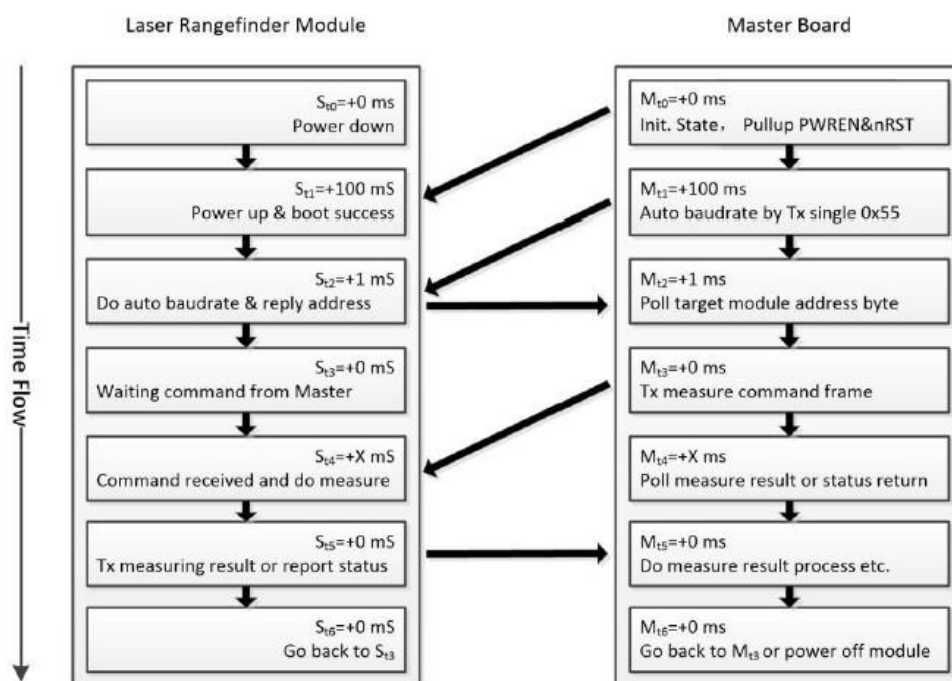 Laser Rangefinder Module
Master Board
Time Flow
St0=+0 ms
Power down
St1=+100 mS
Power up & boot success
St2=+1 mS
Do auto baudrate & reply address
St3=+0 mS
Waiting command from Master
St4=+X mS
Command received and do measure
St5=+0 mS
Tx measuring result or report status
St6=+0 mS
Go back to St3
Mt0=+0 ms
Init. State， Pullup PWREN&nRST
Mt1=+100 ms
Auto baudrate by Tx single 0x55
Mt2=+1 ms
Poll target module address byte
Mt3=+0 ms
Tx measure command frame
Mt4=+X ms
Poll measure result or status return
Mt5=+0 ms
Do measure result process etc.
Mt6=+0 ms
Go back to Mt3 or power off module